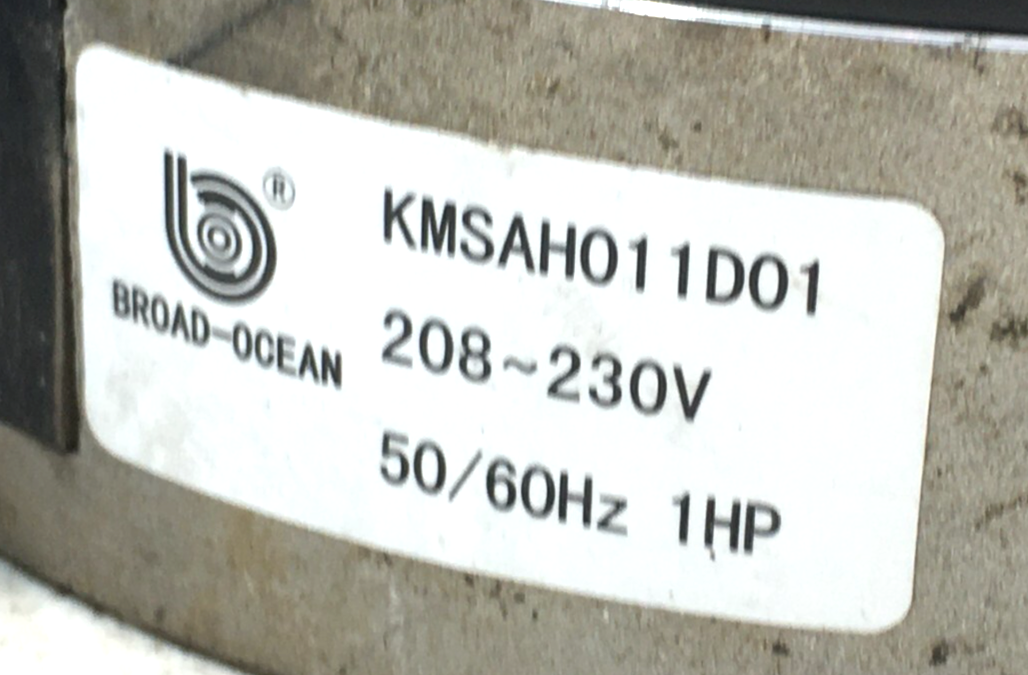 ®
BROAD-OCEAN
KMSAH011D01
208~230V
50/60Hz 1HP